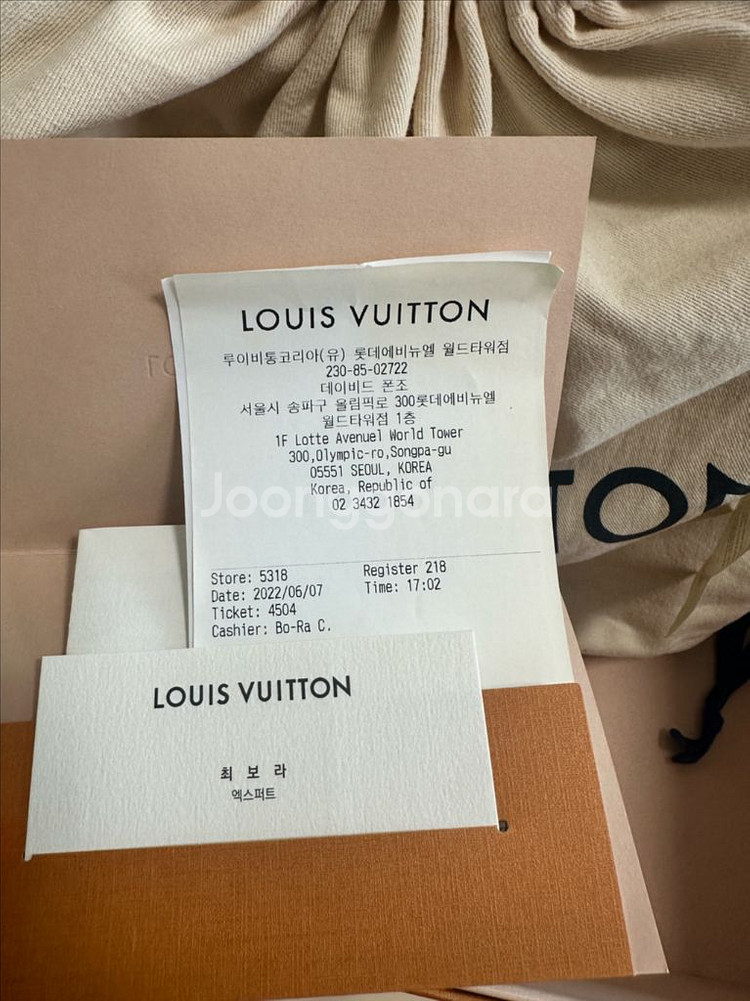 LOUIS VUITTON
루이비통코리아(유) 롯데에비뉴엘 월드타워점
230-85-02722
데이비드 폰조
서울시 송파구 올림픽로 300롯데에비뉴엘
월드타워점 1층
1F Lotte Avenuel World Tower
300,Olympic-ro,Songpa-gu
05551 SEOUL, KOREA
Korea, Republic of
02 3432 1854
Joonggonara
Store: 5318 Register 218
Date: 2022/06/07 Time: 17:02
Ticket: 4504
Cashier: Bo-Ra C.
LOUIS VUITTON
최 보 라
엑스퍼트
TO